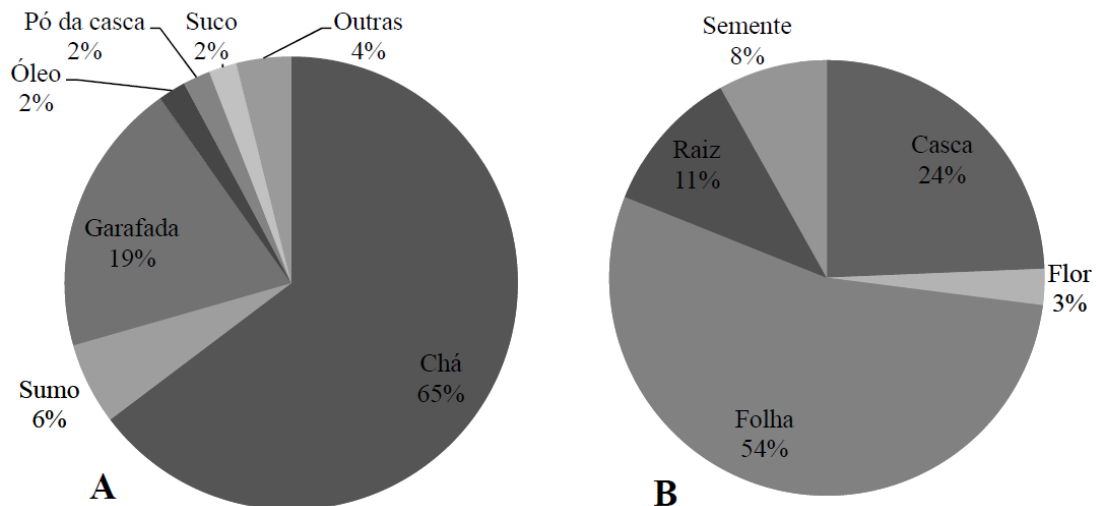 Pó da casca
2%
Suco
2%
Outras
4%
Óleo
2%
Garafada
19%
Sumo
6%
Chá
65%
A
Semente
8%
Raiz
11%
Casca
24%
Flor
3%
Folha
54%
B